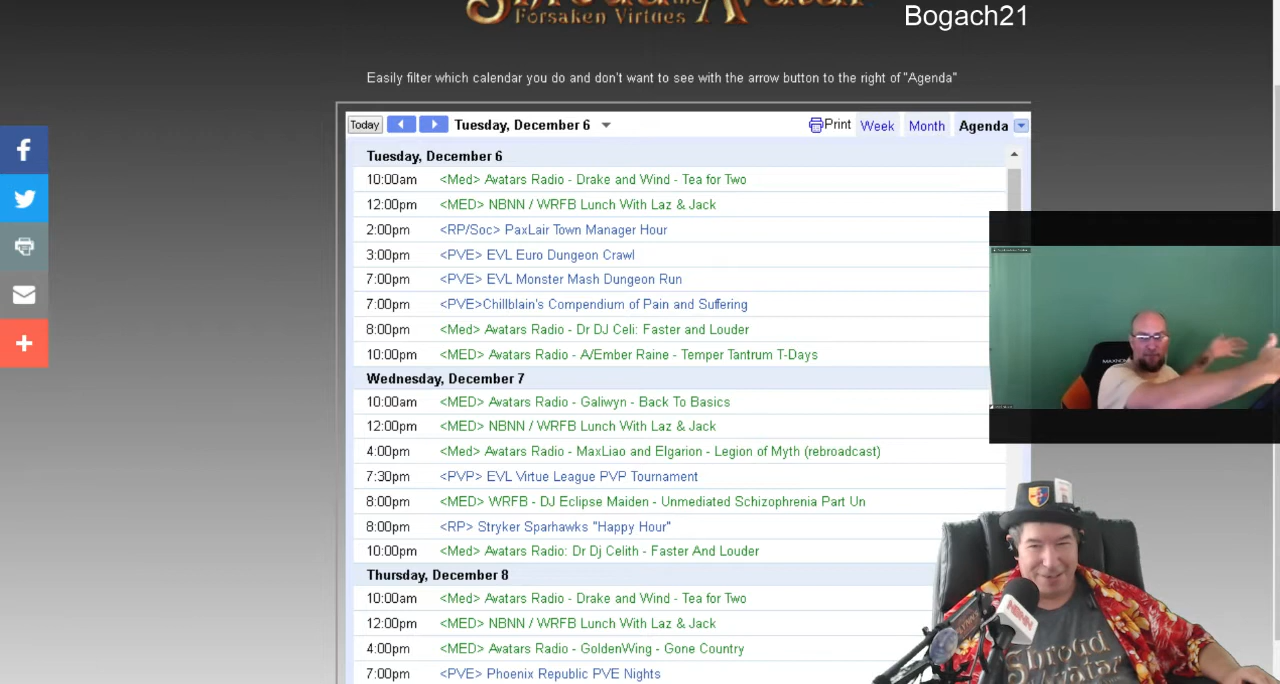 Shroud of the Avatar
Forsaken Virtues
Bogach21
Easily filter which calendar you do and don't want to see with the arrow button to the right of "Agenda"
Today Tuesday, December 6 Print Week Month Agenda
Tuesday, December 6
10:00am <Med> Avatars Radio - Drake and Wind - Tea for Two
12:00pm <MED> NBNN / WRFB Lunch With Laz & Jack
2:00pm <RP/Soc> PaxLair Town Manager Hour
3:00pm <PVE> EVL Euro Dungeon Crawl
7:00pm <PVE> EVL Monster Mash Dungeon Run
7:00pm <PVE>Chillblain's Compendium of Pain and Suffering
8:00pm <Med> Avatars Radio - Dr DJ Celi: Faster and Louder
10:00pm <MED> Avatars Radio - A/Ember Raine - Temper Tantrum T-Days
Wednesday, December 7
10:00am <MED> Avatars Radio - Galiwyn - Back To Basics
12:00pm <MED> NBNN / WRFB Lunch With Laz & Jack
4:00pm <Med> Avatars Radio - MaxLiao and Elgarion - Legion of Myth (rebroadcast)
7:30pm <PVP> EVL Virtue League PVP Tournament
8:00pm <MED> WRFB - DJ Eclipse Maiden - Unmediated Schizophrenia Part Un
8:00pm <RP> Stryker Sparhawks "Happy Hour"
10:00pm <Med> Avatars Radio: Dr Dj Celith - Faster And Louder
Thursday, December 8
10:00am <Med> Avatars Radio - Drake and Wind - Tea for Two
12:00pm <MED> NBNN / WRFB Lunch With Laz & Jack
4:00pm <Med> Avatars Radio - GoldenWing - Gone Country
7:00pm <PVE> Phoenix Republic PVE Nights
NBNN
Shroud
Avatar